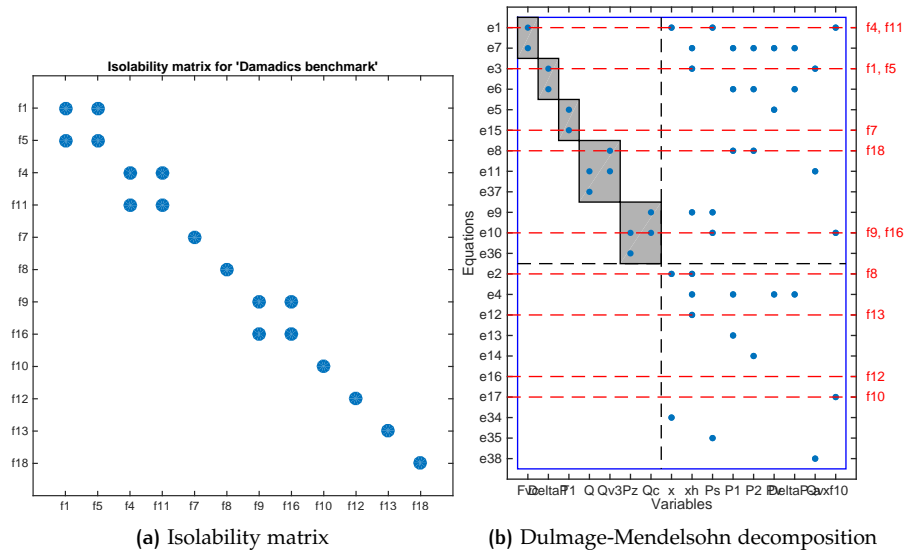 Isolability matrix for 'Damadics benchmark'
f1
f5
f4
f11
f7
f8
f9
f16
f10
f12
f13
f18
f1 f5 f4 f11 f7 f8 f9 f16 f10 f12 f13 f18
(a) Isolability matrix
Equations
e1
e7
e3
e6
e5
e15
e8
e11
e37
e9
e10
e36
e2
e4
e12
e13
e14
e16
e17
e34
e35
e38
f4, f11
f1, f5
f7
f18
f9, f16
f8
f13
f12
f10
Fvc DeltaP T1 Q Qv3 Pz Qc x xh Ps P1 P2 DeltaP Qv xf10
Variables
(b) Dulmage-Mendelsohn decomposition